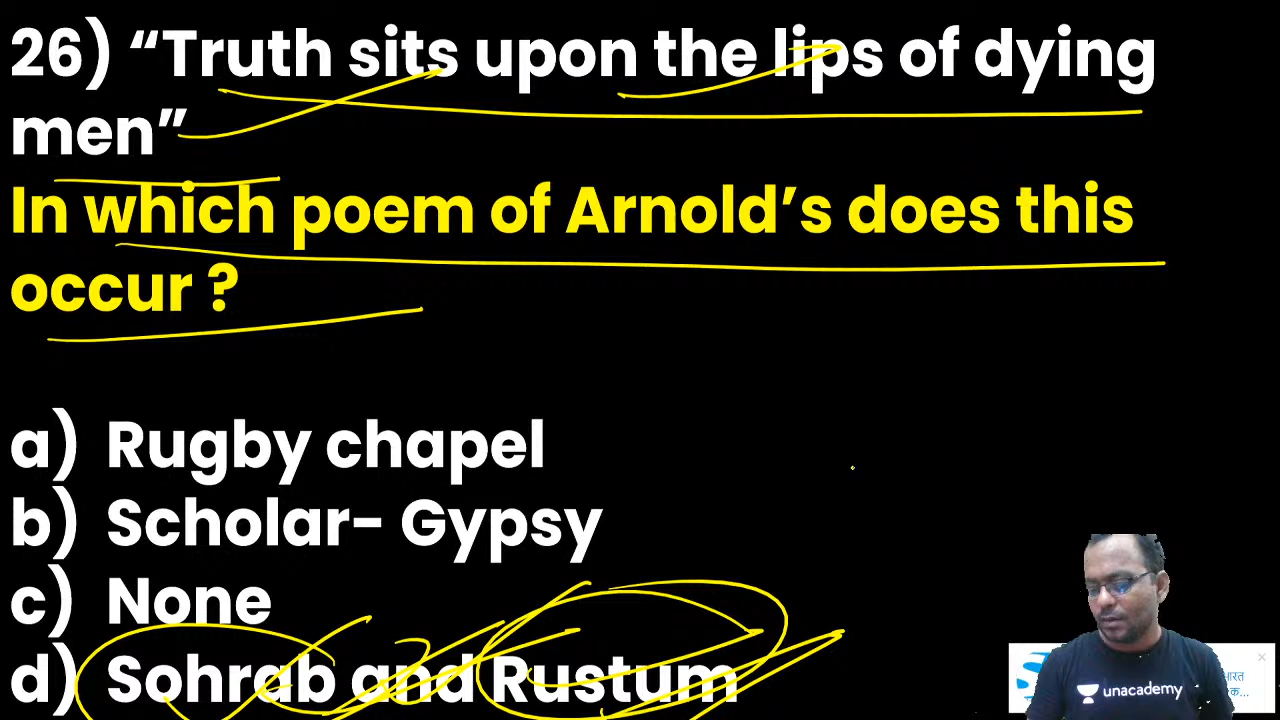 26) “Truth sits upon the lips of dying
men”
In which poem of Arnold’s does this
occur ?
a) Rugby chapel
b) Scholar- Gypsy
c) None
d) Sohrab and Rustum
unacademy